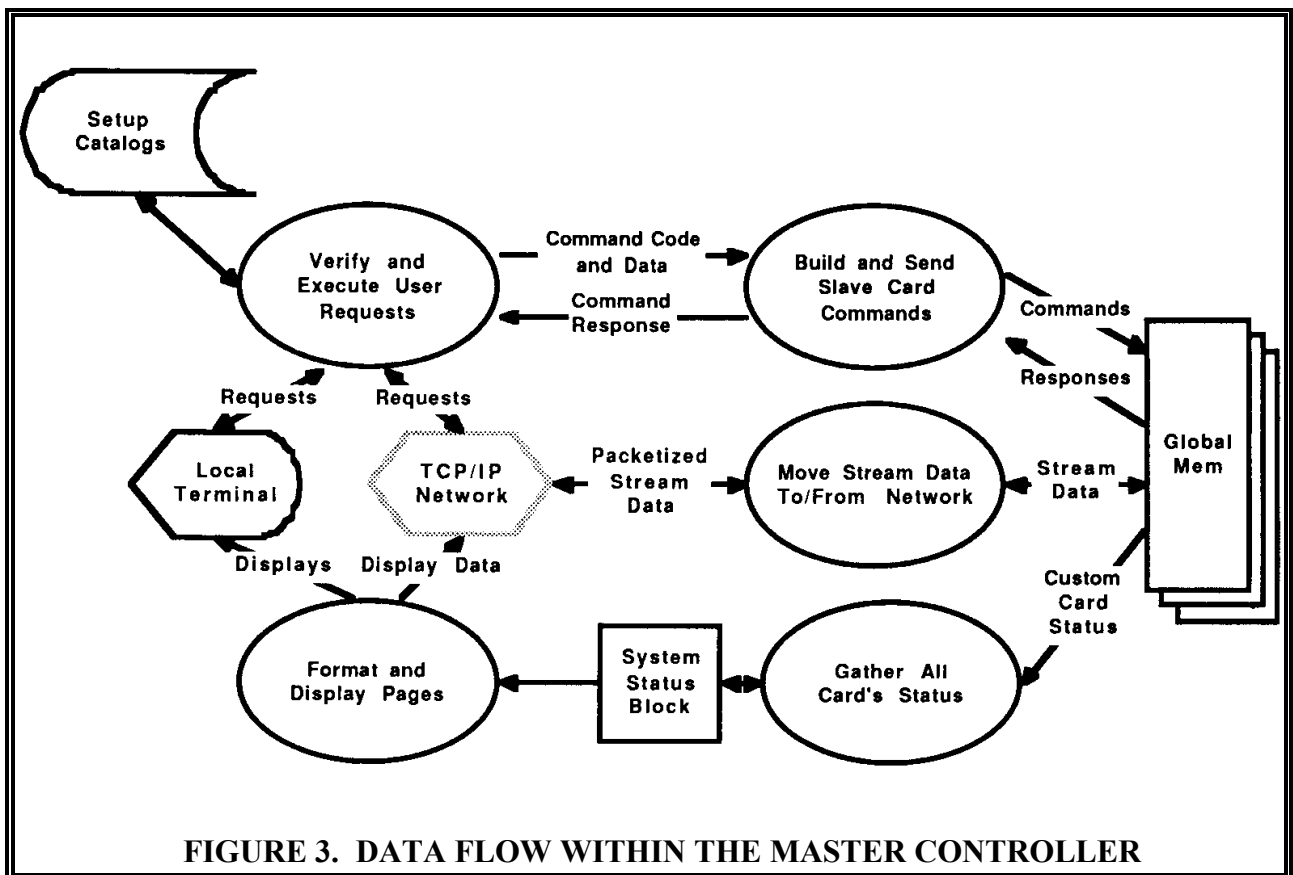 Setup
Catalogs
Verify and
Execute User
Requests
Command Code
and Data
Command
Response
Build and Send
Slave Card
Commands
Commands
Responses
Global
Mem
Requests
Requests
Local
Terminal
TCP/IP
Network
Packetized
Stream
Data
Move Stream Data
To/From Network
Stream
Data
Displays
Display Data
Custom
Card
Status
Format and
Display Pages
System
Status
Block
Gather All
Card's Status
FIGURE 3. DATA FLOW WITHIN THE MASTER CONTROLLER